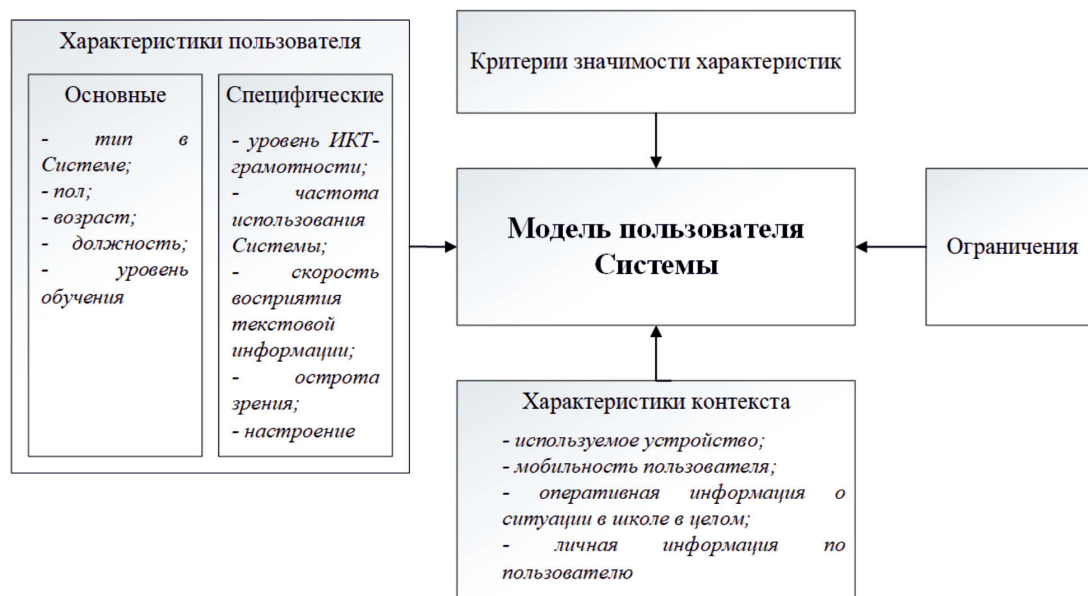 Характеристики пользователя
Основные
- тип в
Системе;
- пол;
- возраст;
- должность;
- уровень
обучения
Специфические
- уровень ИКТ-
грамотности;
- частота
использования
Системы;
- скорость
восприятия
текстовой
информации;
- острота
зрения;
- настроение
Критерии значимости характеристик
Модель пользователя
Системы
Ограничения
Характеристики контекста
- используемое устройство;
- мобильность пользователя;
- оперативная информация о
ситуации в школе в целом;
- личная информация по
пользователю